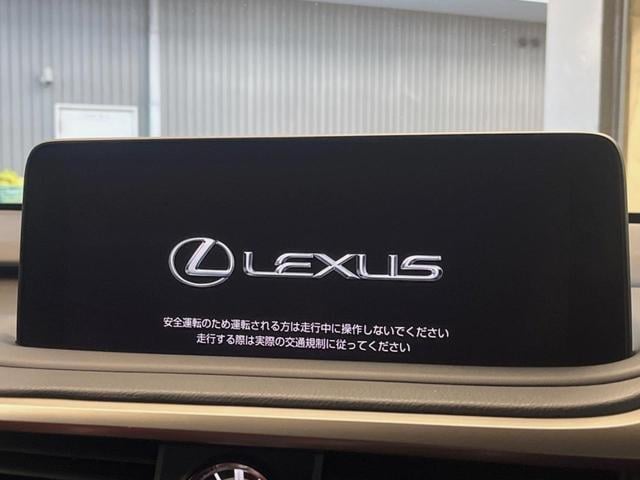 LEXUS
安全運転のため運転される方は走行中に操作しないでください
走行する際は実際の交通規制に従ってください